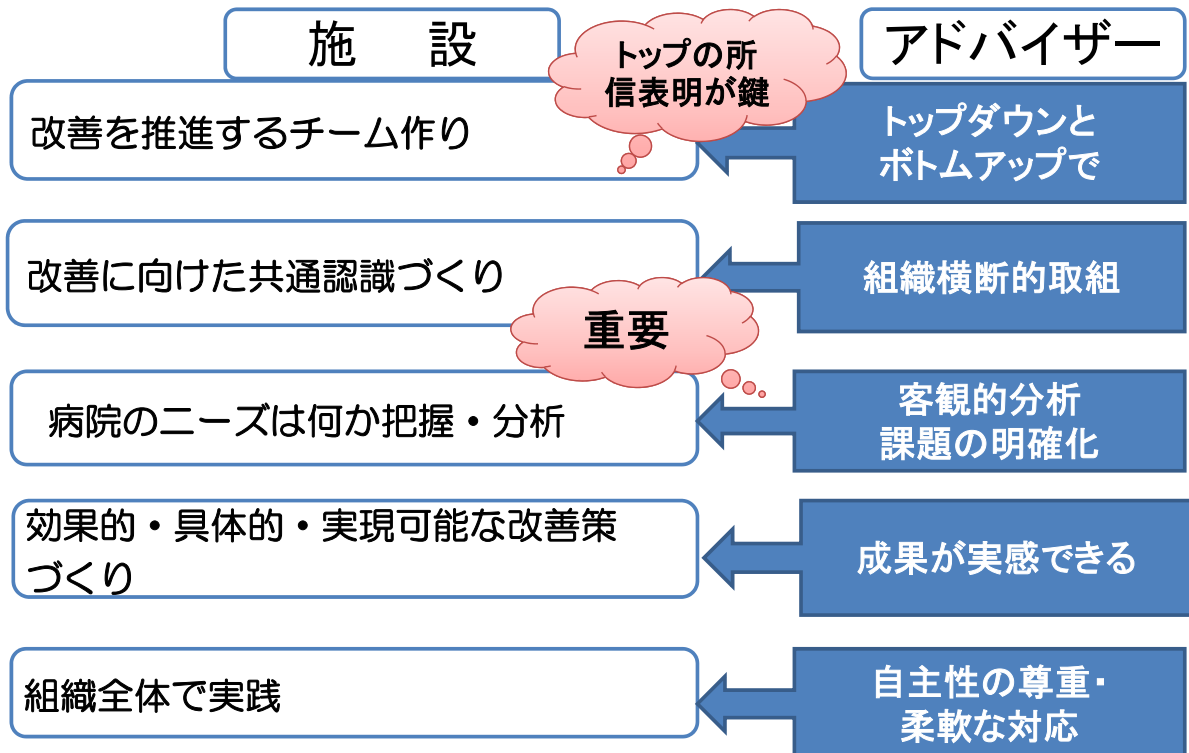 施　設
アドバイザー
トップの所
信表明が鍵
改善を推進するチーム作り
トップダウンと
ボトムアップで
改善に向けた共通認識づくり
組織横断的取組
重要
病院のニーズは何か把握・分析
客観的分析
課題の明確化
効果的・具体的・実現可能な改善策
づくり
成果が実感できる
組織全体で実践
自主性の尊重・
柔軟な対応